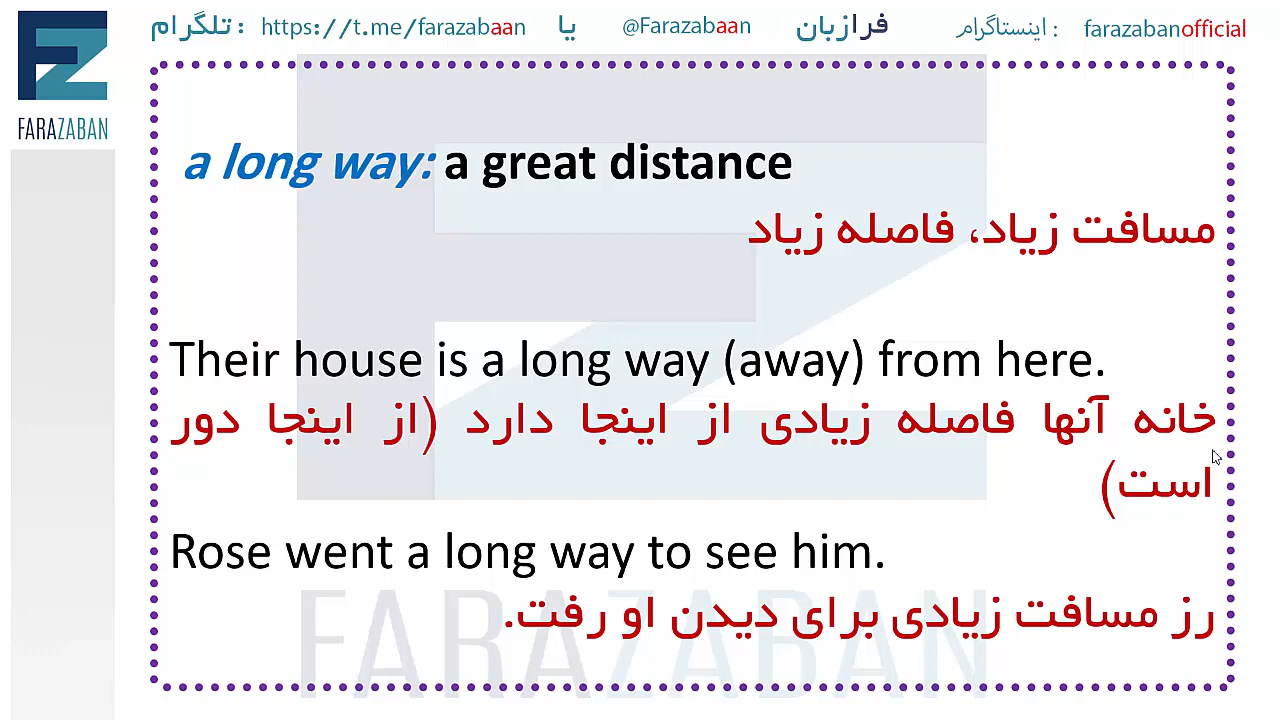 تلگرام : https://t.me/farazabaan یا @Farazabaan فرازبان اینستاگرام : farazabanofficial
FZ
FARAZABAN
a long way: a great distance
مسافت زیاد، فاصله زیاد
Their house is a long way (away) from here.
خانه آنها فاصله زیادی از اینجا دارد (از اینجا دور
است)
Rose went a long way to see him.
رز مسافت زیادی برای دیدن او رفت.
FARAZABAN